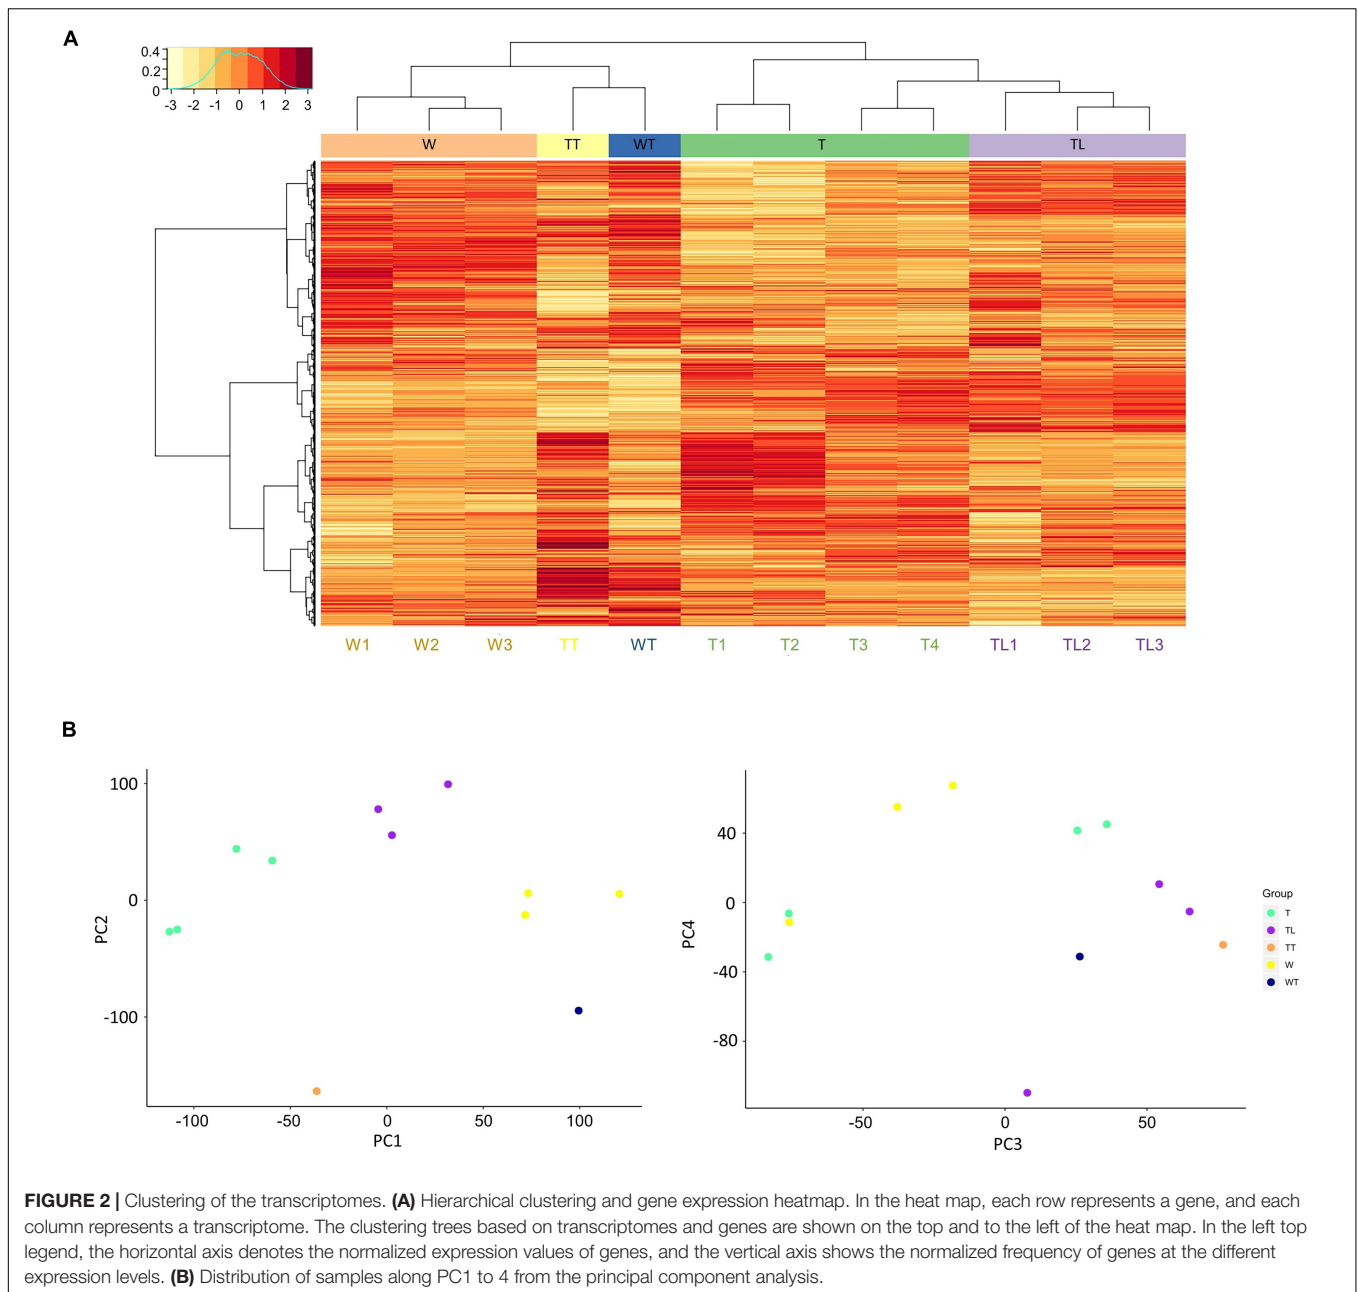 A
0.4
0.2
0
-3 -2 -1 0 1 2 3
W TT WT T TL
W1 W2 W3 TT WT T1 T2 T3 T4 TL1 TL2 TL3
B
100
0
-100
PC2
-100 -50 0 50 100
PC1
40
0
-40
-80
PC4
-50 0 50
PC3
Group
T
TL
TT
W
WT
FIGURE 2 | Clustering of the transcriptomes. (A) Hierarchical clustering and gene expression heatmap. In the heat map, each row represents a gene, and each
column represents a transcriptome. The clustering trees based on transcriptomes and genes are shown on the top and to the left of the heat map. In the left top
legend, the horizontal axis denotes the normalized expression values of genes, and the vertical axis shows the normalized frequency of genes at the different
expression levels. (B) Distribution of samples along PC1 to 4 from the principal component analysis.